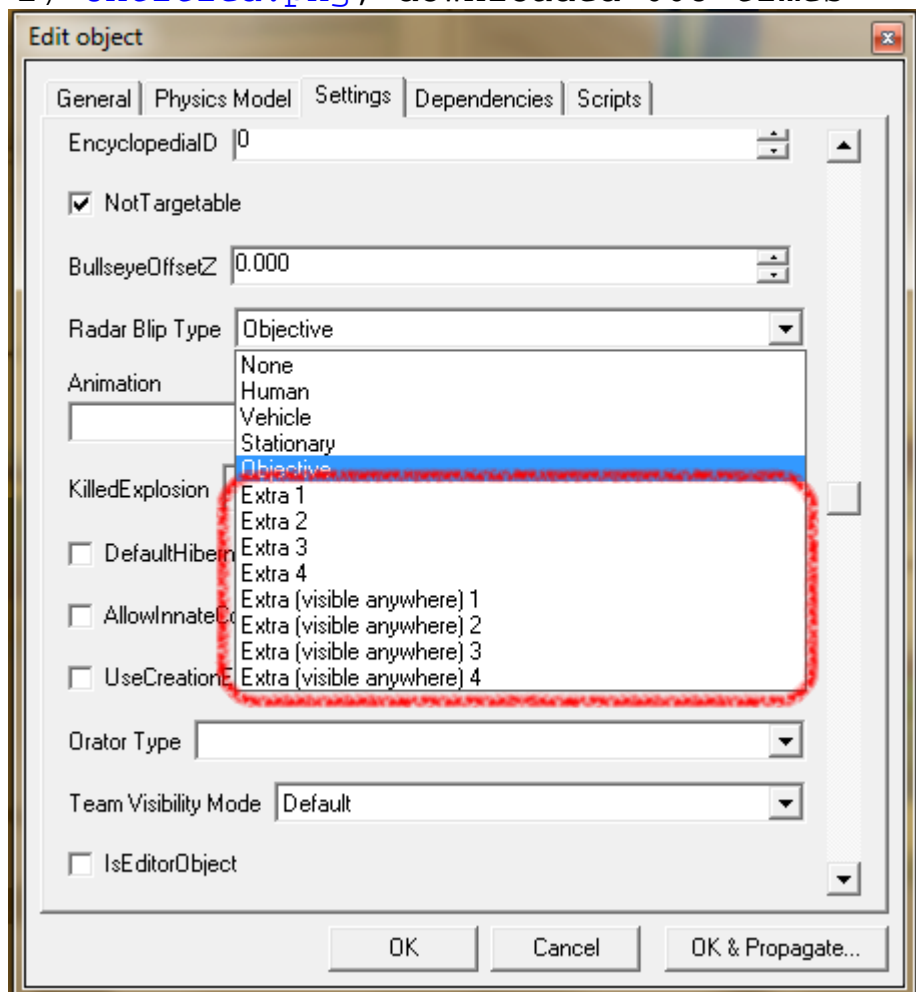 Edit object
General Physics Model Settings Dependencies Scripts
EncyclopediaID 0
NotTargetable
BullseyeOffsetZ 0.000
Radar Blip Type Objective
None
Animation
Human
Vehicle
Stationary
Objective
KilledExplosion
Extra 1
Extra 2
Extra 3
Extra 4
Extra (visible anywhere) 1
Extra (visible anywhere) 2
Extra (visible anywhere) 3
Extra (visible anywhere) 4
Orator Type
Team Visibility Mode Default
IsEditorObject
OK Cancel OK & Propagate...